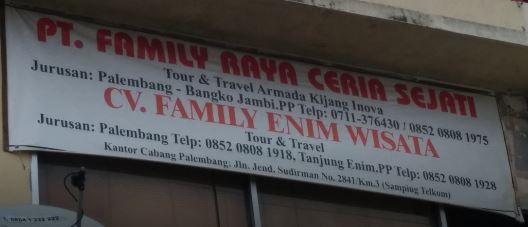 PT. FAMILY RAYA CERIA SEJATI
Tour & Travel Armada Kijang Inova
Jurusan: Palembang - Bangko Jambi.PP Telp: 0711-376430 / 0852 0808 1975
CV. FAMILY ENIM WISATA
Tour & Travel
Jurusan: Palembang Telp: 0852 0808 1918, Tanjung Enim.PP Telp: 0852 0808 1928
Kantor Cabang Palembang: Jln. Jend. Sudirman No. 2841/Km.3 (Samping Telkom)